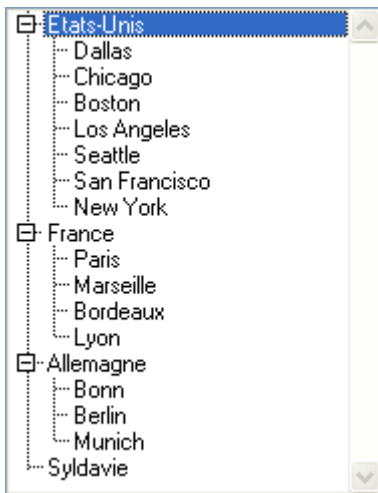 Etats-Unis
Dallas
Chicago
Boston
Los Angeles
Seattle
San Francisco
New York
France
Paris
Marseille
Bordeaux
Lyon
Allemagne
Bonn
Berlin
Munich
Syldavie